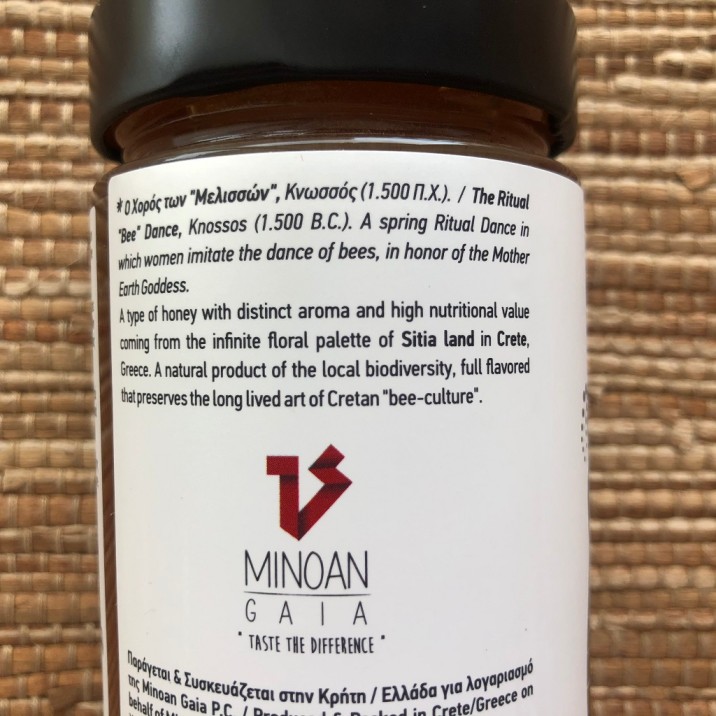 *Ο Χορός των "Μελισσών", Κνωσσός (1.500 Π.Χ.). / The Ritual
"Bee" Dance, Knossos (1.500 B.C.). A spring Ritual Dance in
which women imitate the dance of bees, in honor of the Mother
Earth Goddess.
A type of honey with distinct aroma and high nutritional value
coming from the infinite floral palette of Sitia land in Crete,
Greece. A natural product of the local biodiversity, full flavored
that preserves the long lived art of Cretan "bee-culture".
MINOAN
GAIA
"TASTE THE DIFFERENCE"
Παράγεται & Συσκευάζεται στην Κρήτη / Ελλάδα για λογαριασμό
της Minoan Gaia P.C. / Produced & Packed in Crete/Greece on
behalf of